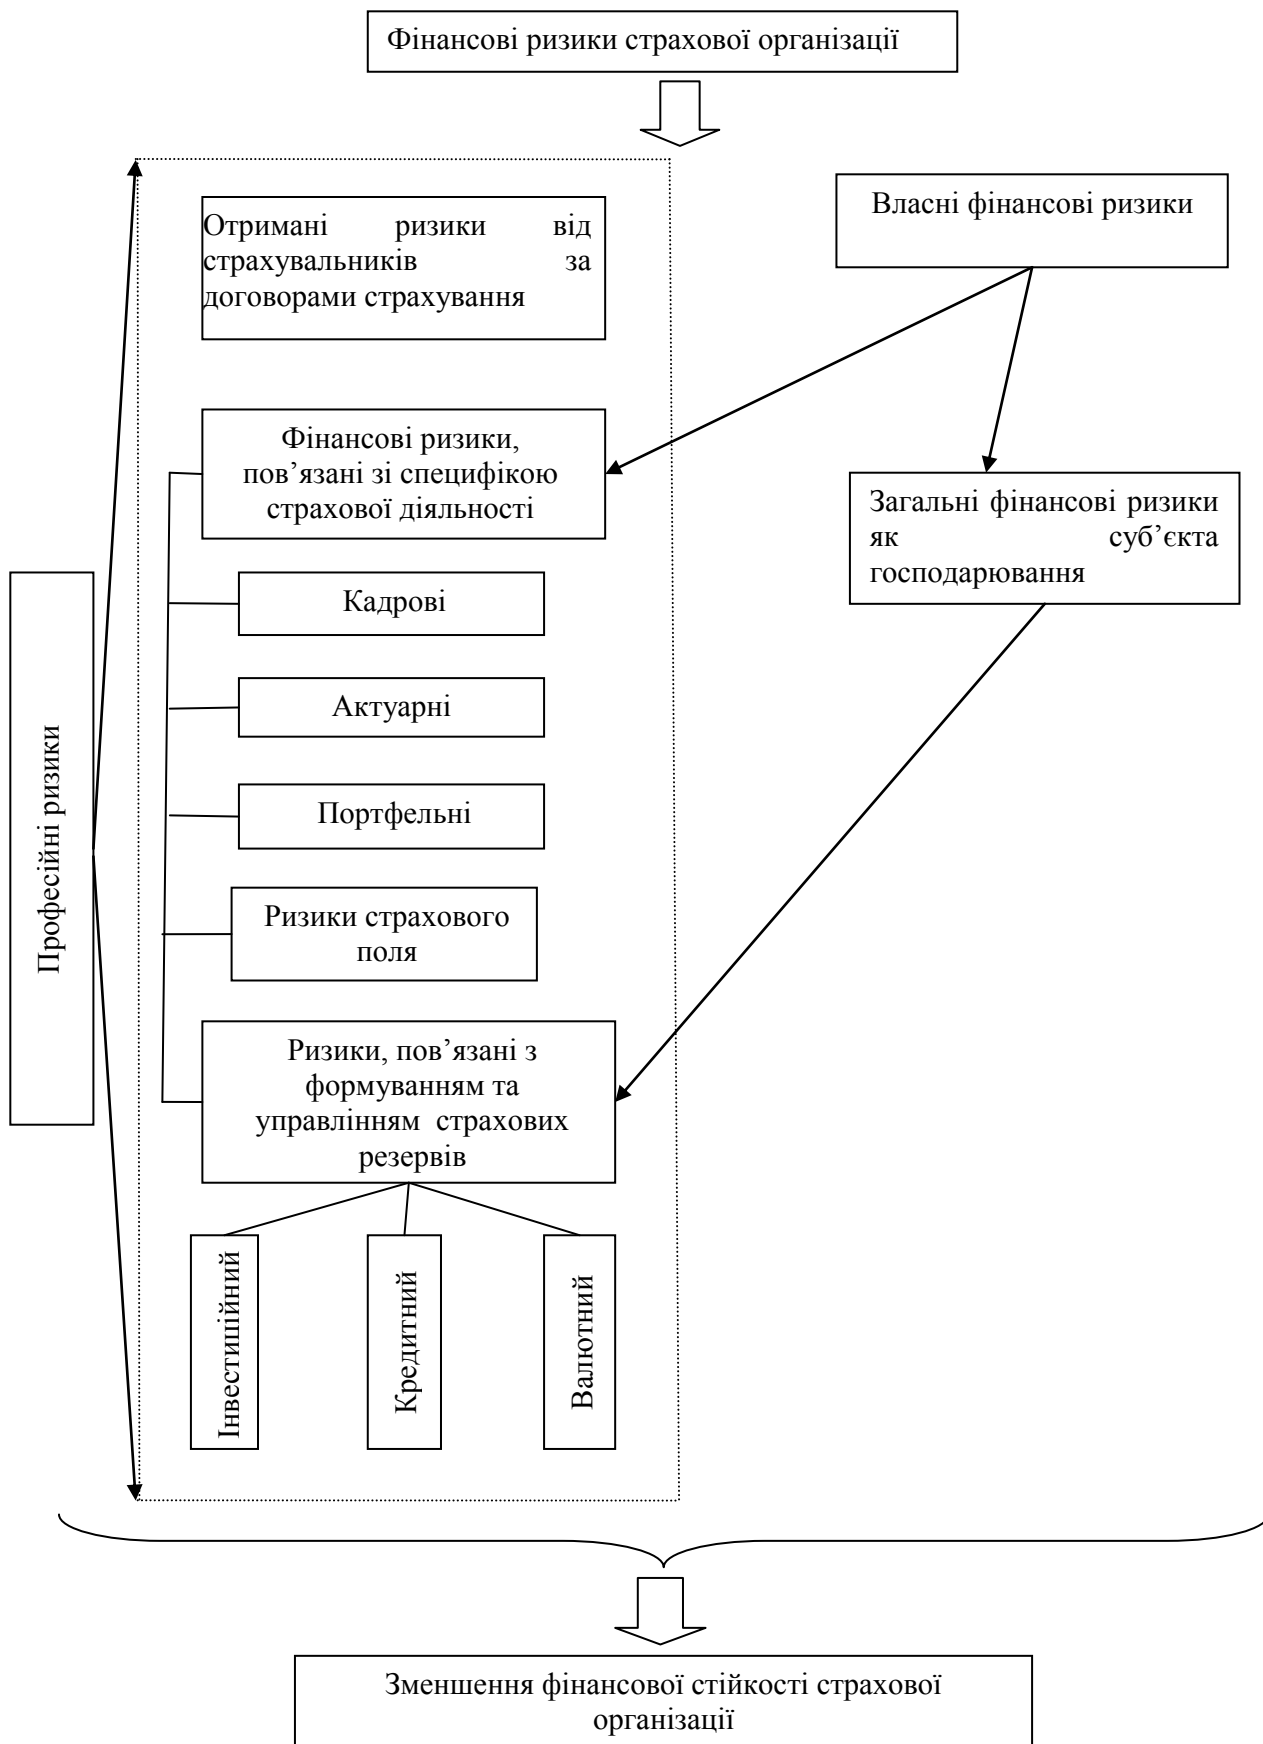 Фінансові ризики страхової організації
Отримані ризики від
страхувальників за
договорами страхування
Власні фінансові ризики
Фінансові ризики,
пов’язані зі специфікою
страхової діяльності
Загальні фінансові ризики
як суб’єкта
господарювання
Професійні ризики
Кадрові
Актуарні
Портфельні
Ризики страхового
поля
Ризики, пов’язані з
формуванням та
управлінням страхових
резервів
Інвестиційний
Кредитний
Валютний
Зменшення фінансової стійкості страхової
організації